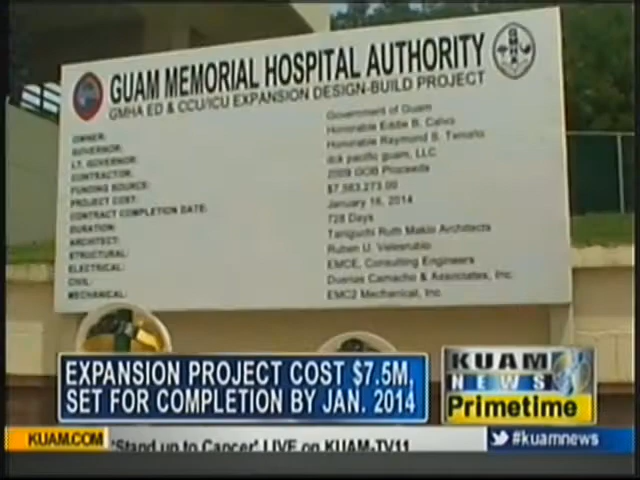 GUAM MEMORIAL HOSPITAL AUTHORITY
GMHA ED & CCU/ICU EXPANSION DESIGN-BUILD PROJECT
GMHA
OWNER: Government of Guam
GOVERNOR: Honorable Eddie B. Calvo
LT. GOVERNOR: Honorable Raymond S. Tenorio
CONTRACTOR: dck pacific guam, LLC
FUNDING SOURCE: 2009 GOB Proceeds
PROJECT COST: $7,563,273.00
CONTRACT COMPLETION DATE: January 16, 2014
DURATION: 728 Days
ARCHITECT: Taniguchi Ruth Makio Architects
STRUCTURAL: Ruben U.
ELECTRICAL: EMCE, Consulting Engineers
CIVIL: Duenas Camacho & Associates, Inc.
MECHANICAL: EMC2 Mechanical, Inc.
EXPANSION PROJECT COST $7.5M,
SET FOR COMPLETION BY JAN. 2014
KUAM
NEWS
Primetime
KUAM.COM
'Stand up to Cancer' LIVE on KUAM-TV11
#kuamnews